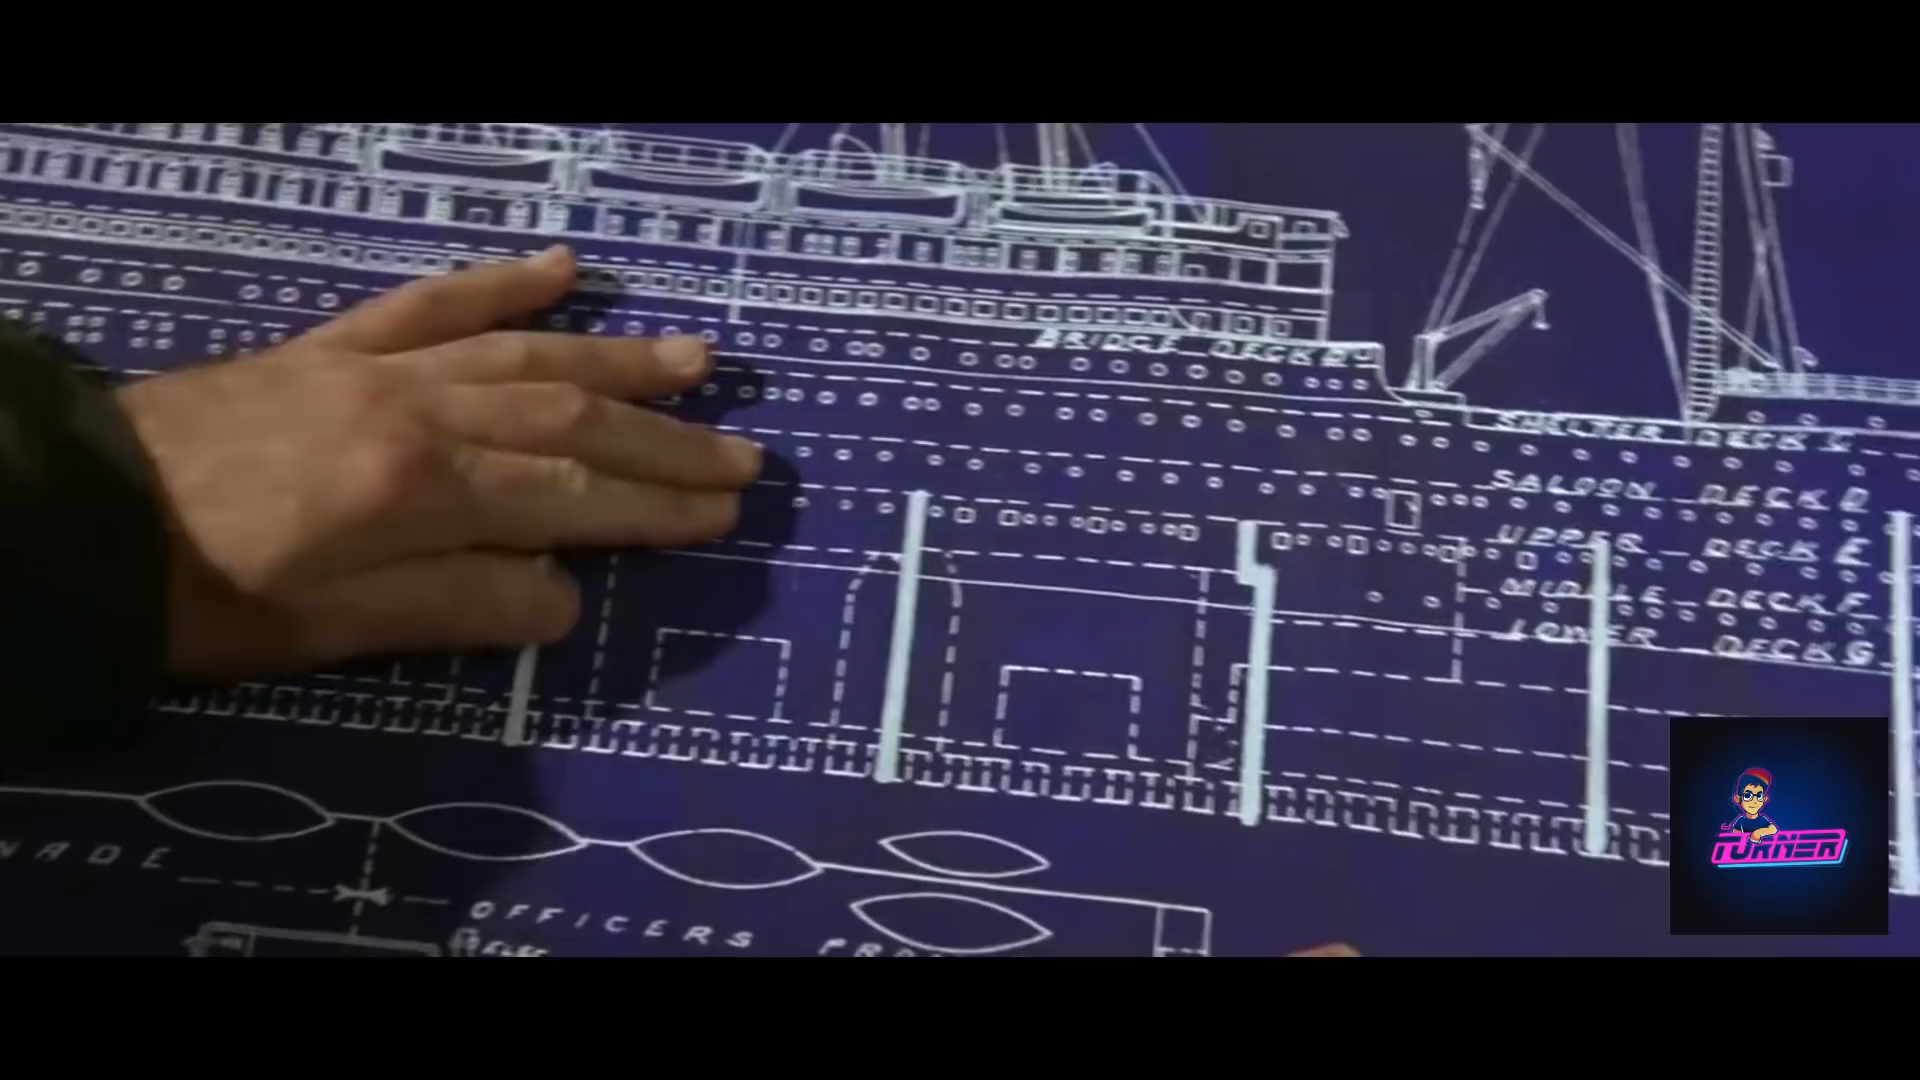 BRIDGE DECK B
SHELTER DECK C
SALOON DECK D
UPPER DECK E
MIDDLE DECK F
LOWER DECK G
NADE
OFFICERS
TURNER